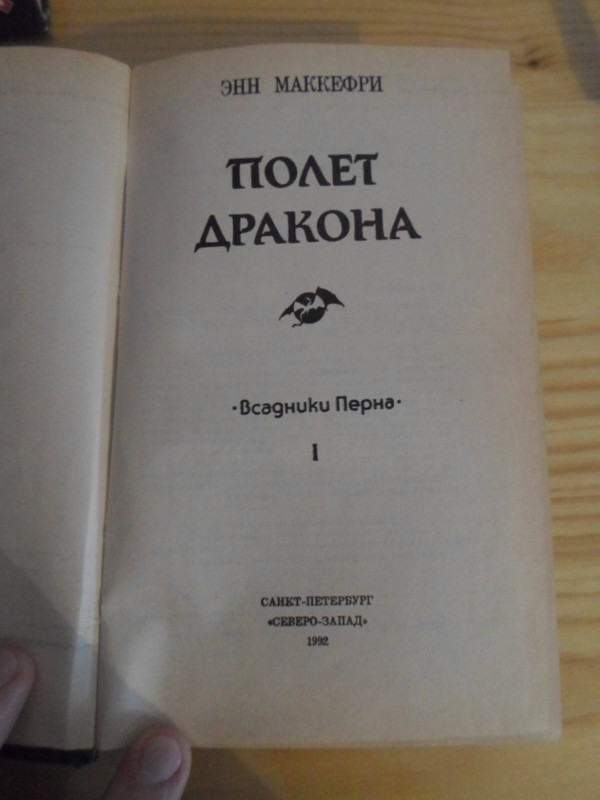 ЭНН МАККЕФРИ
ПОЛЕТ
ДРАКОНА
·Всадники Перна·
I
САНКТ-ПЕТЕРБУРГ
«СЕВЕРО-ЗАПАД»
1992